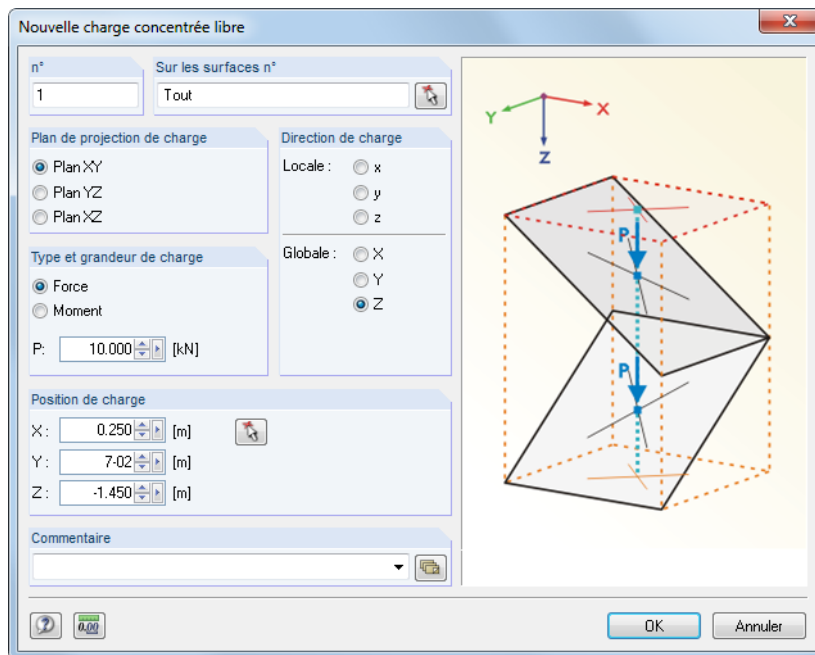 Nouvelle charge concentrée libre
n°
1
Sur les surfaces n°
Tout
Plan de projection de charge
Plan XY
Plan YZ
Plan XZ
Direction de charge
Locale :
x
y
z
Globale :
X
Y
Z
Type et grandeur de charge
Force
Moment
P: 10.000 [kN]
Position de charge
X: 0.250 [m]
Y: 7-02 [m]
Z: -1.450 [m]
Commentaire
0.00
OK
Annuler
Y
X
Z
P
P